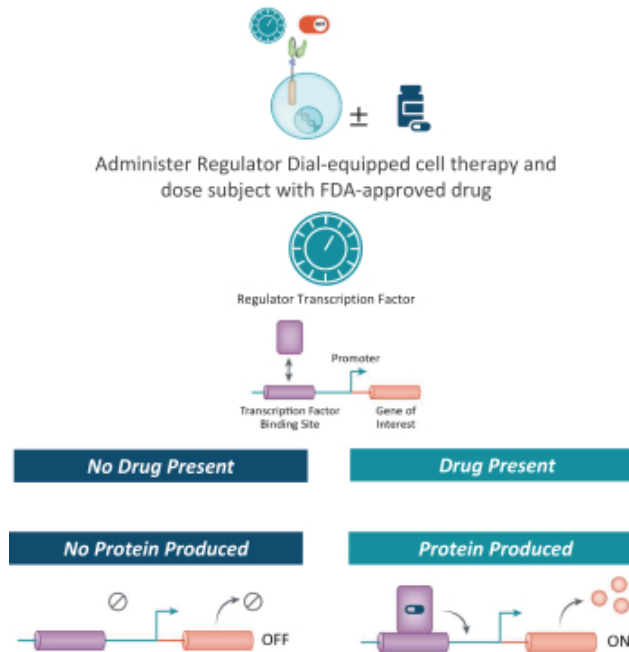 OFF
±
Administer Regulator Dial-equipped cell therapy and
dose subject with FDA-approved drug
Regulator Transcription Factor
Promoter
Transcription Factor
Binding Site
Gene of
Interest
No Drug Present
Drug Present
No Protein Produced
Protein Produced
OFF
ON